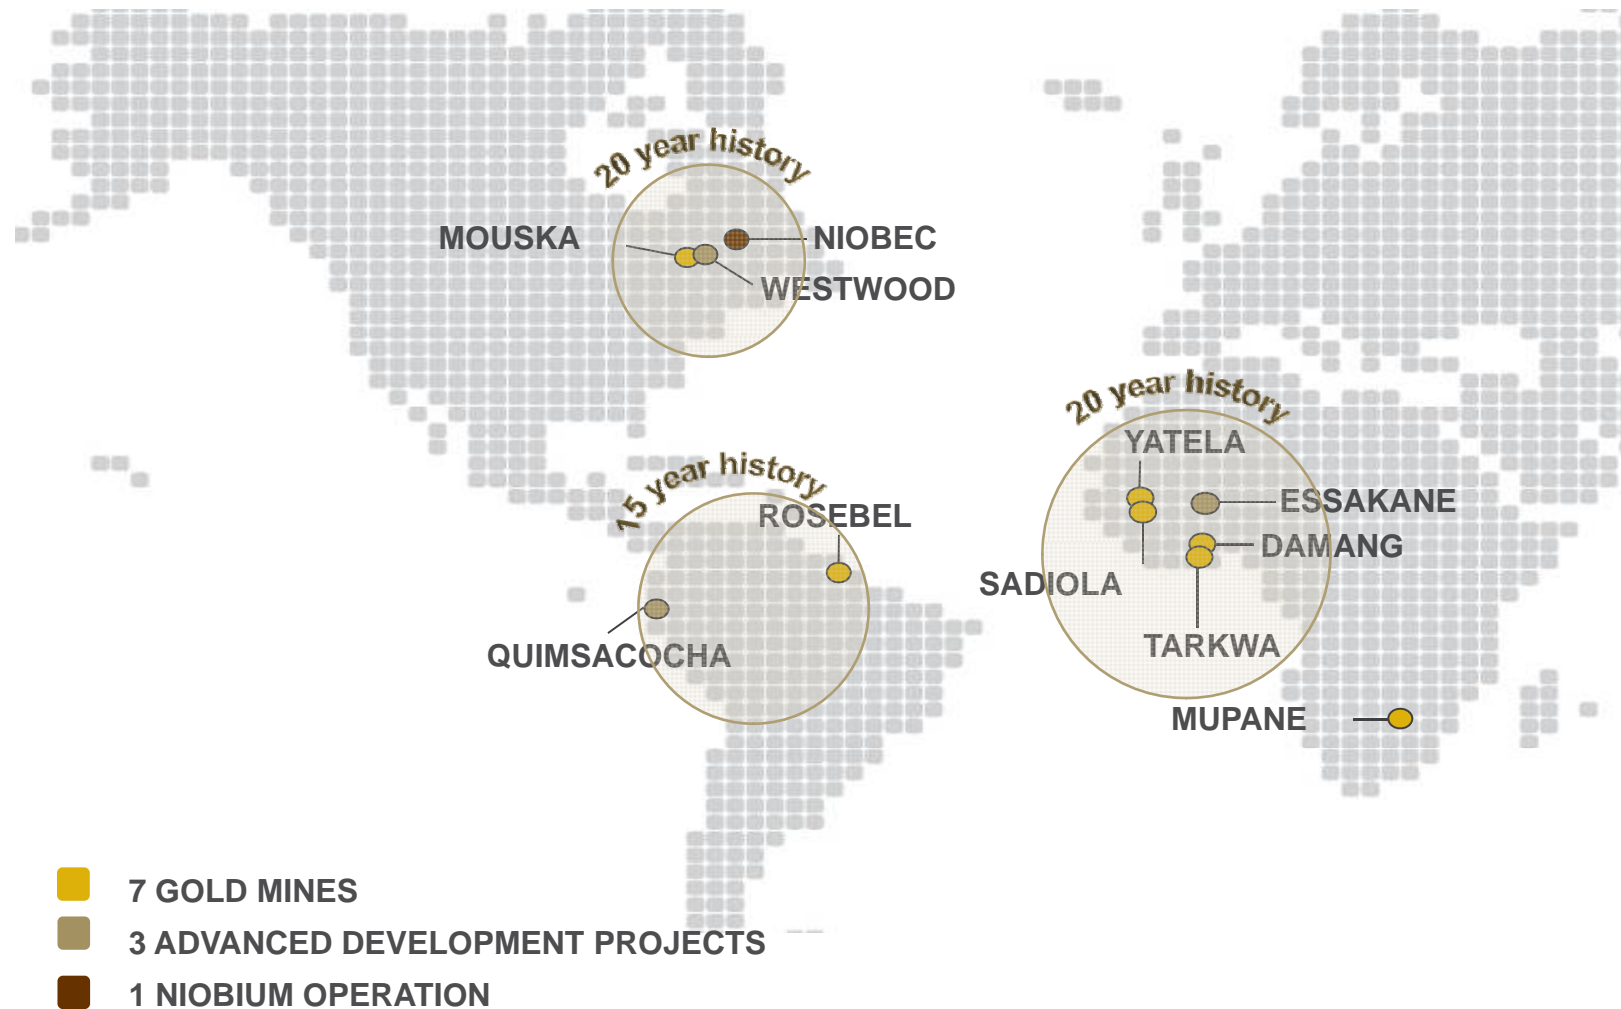 20 year history
MOUSKA
NIOBEC
WESTWOOD
20 year history
YATELA
ESSAKANE
DAMANG
SADIOLA
TARKWA
MUPANE
15 year history
ROSEBEL
QUIMSACOCHA
7 GOLD MINES
3 ADVANCED DEVELOPMENT PROJECTS
1 NIOBIUM OPERATION